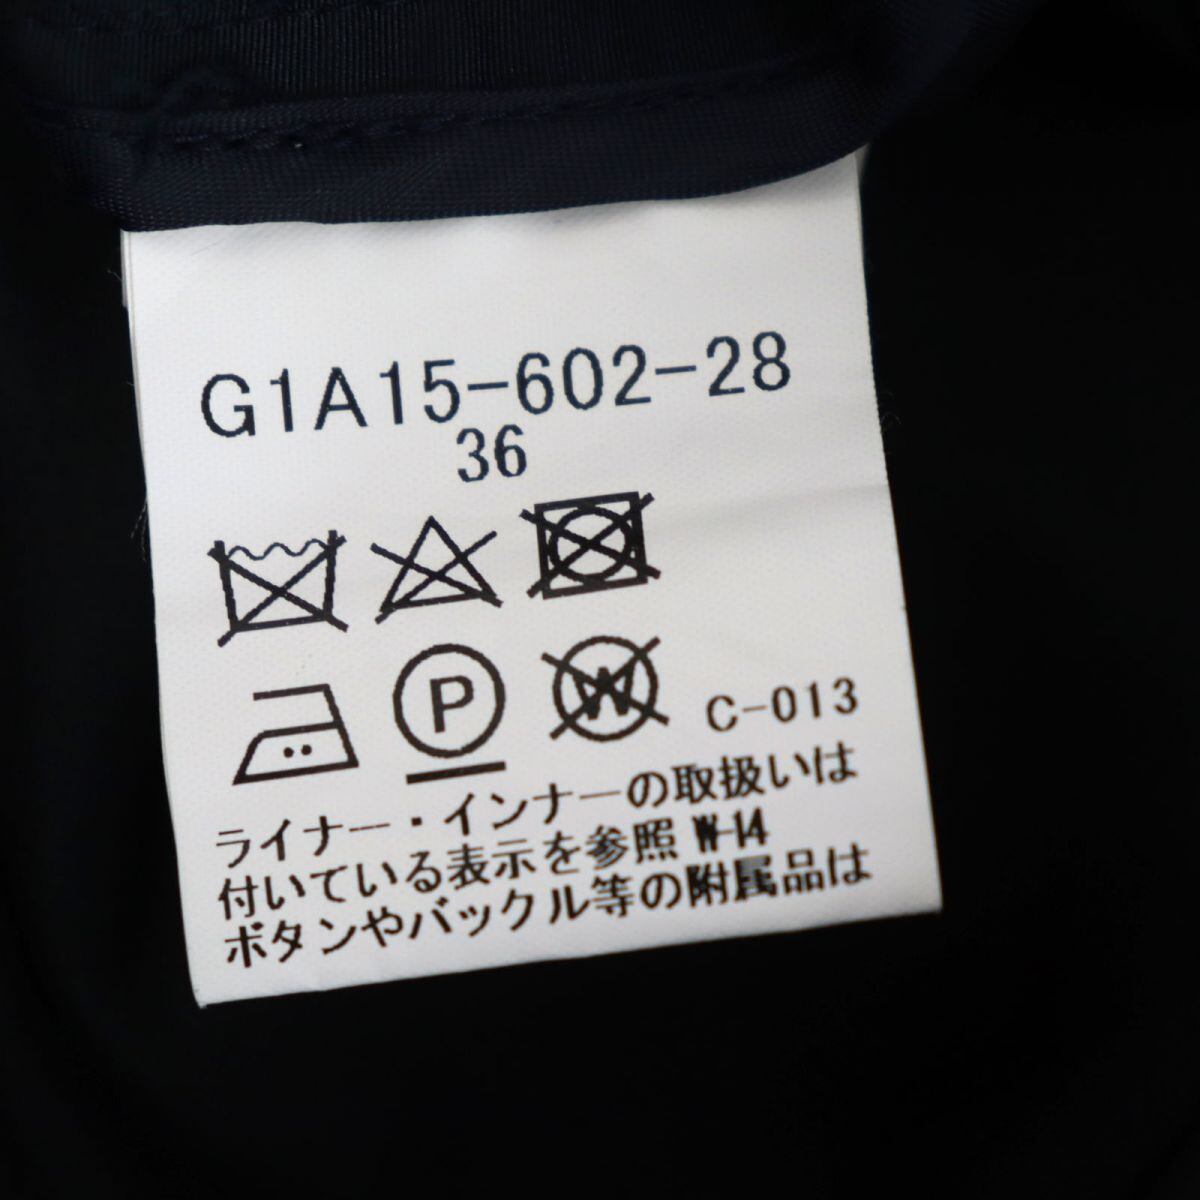 G1A15-602-28
36
P
W
C-013
ライナー・インナーの取扱いは
付いている表示を参照 W-14
ボタンやバックル等の附属品は